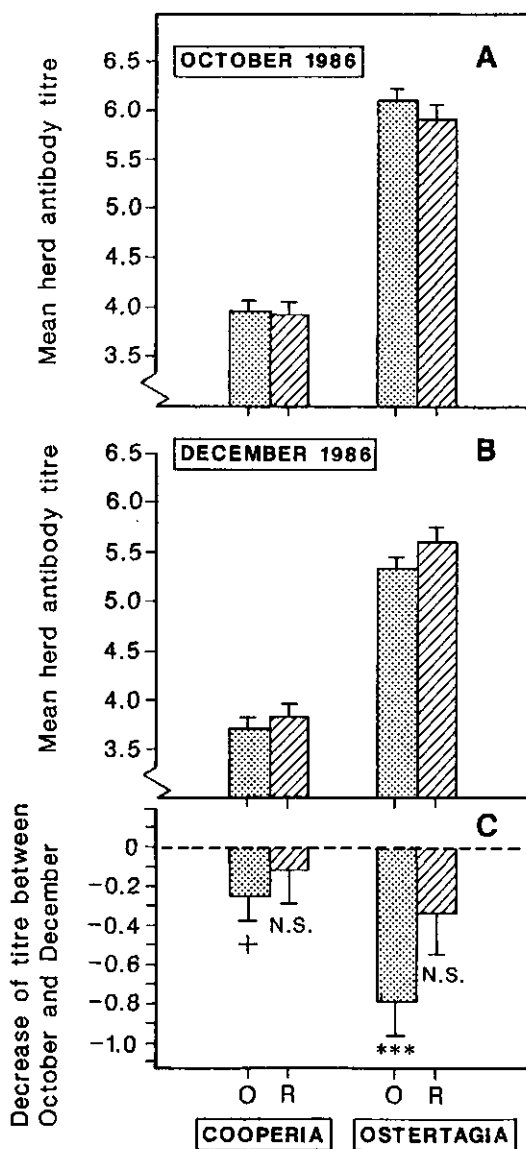 Mean herd antibody titre
6.5
6.0
5.5
5.0
4.5
4.0
3.5
OCTOBER 1986
A
Mean herd antibody titre
6.5
6.0
5.5
5.0
4.5
4.0
3.5
DECEMBER 1986
B
Decrease of titre between
October and December
0
-0.2
-0.4
-0.6
-0.8
-1.0
C
+
N.S.
***
N.S.
O R O R
COOPERIA OSTERTAGIA